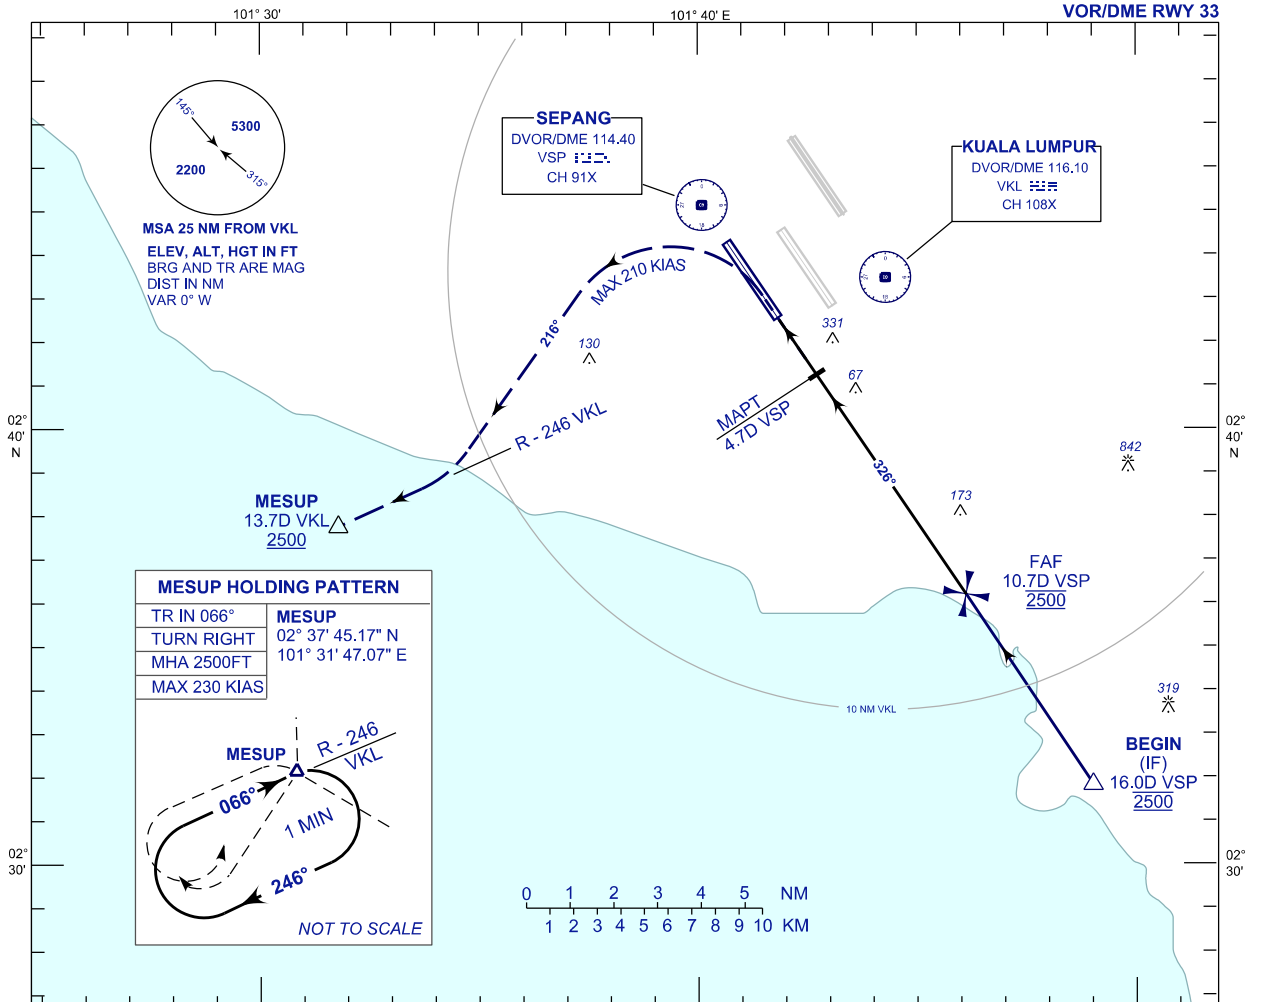 VOR/DME RWY 33
101° 30'
101° 40' E
145°
5300
2200
315°
MSA 25 NM FROM VKL
ELEV, ALT, HGT IN FT
BRG AND TR ARE MAG
DIST IN NM
VAR 0° W
SEPANG
DVOR/DME 114.40
VSP
CH 91X
KUALA LUMPUR
DVOR/DME 116.10
VKL
CH 108X
MAX 210 KIAS
216°
130
331
67
MAPT
4.7D VSP
R - 246 VKL
02°
40'
N
02°
40'
N
842
326°
173
MESUP
13.7D VKL
2500
FAF
10.7D VSP
2500
MESUP HOLDING PATTERN
TR IN 066°
TURN RIGHT
MHA 2500FT
MAX 230 KIAS
MESUP
02° 37' 45.17" N
101° 31' 47.07" E
319
10 NM VKL
BEGIN
(IF)
16.0D VSP
2500
MESUP
R - 246
VKL
066°
1 MIN
246°
NOT TO SCALE
02°
30'
N
02°
30'
N
0 1 2 3 4 5 NM
1 2 3 4 5 6 7 8 9 10 KM